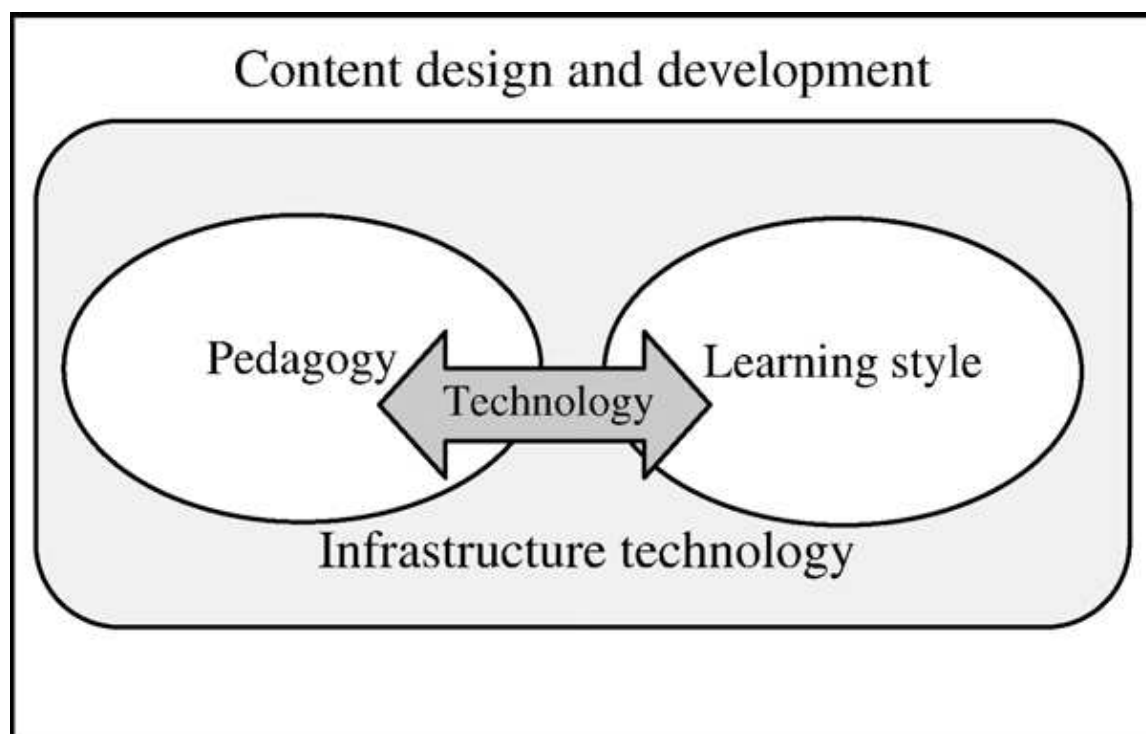 Content design and development
Pedagogy
Learning style
Technology
Infrastructure technology